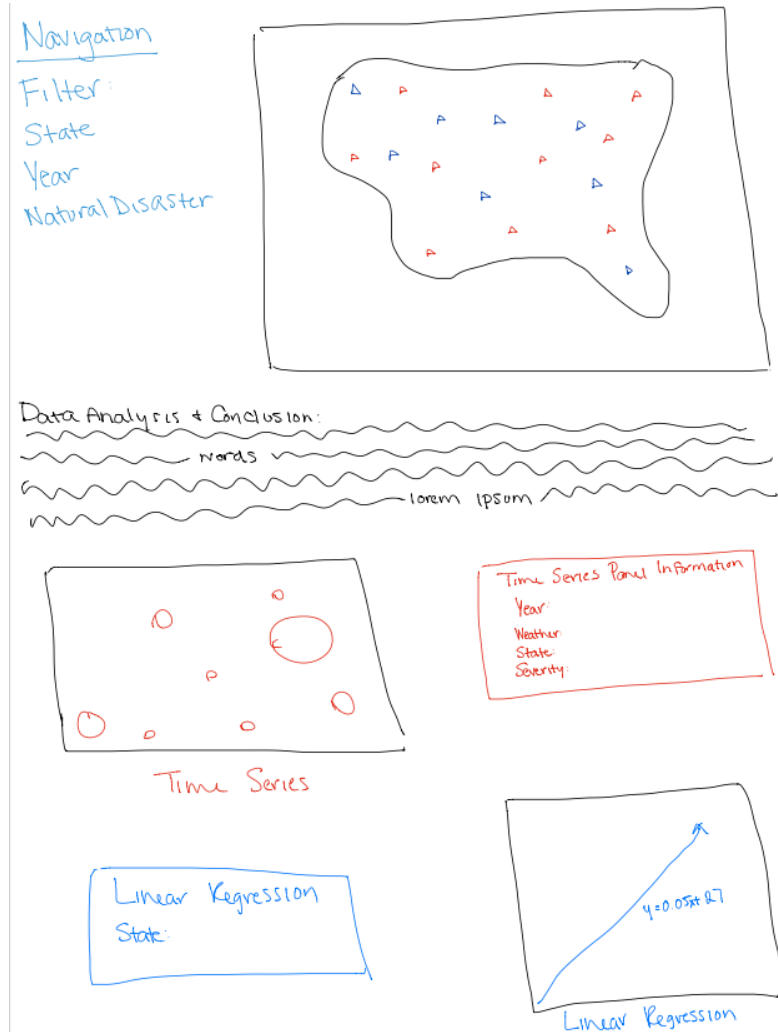 Navigation
Filter:
State
Year
Natural Disaster
Data Analysis + Conclusion:
words
lorem ipsum
Time Series Panel Information
Year:
Weather:
State:
Severity:
Time Series
Linear Regression
State:
y=0.05x+27
Linear Regression